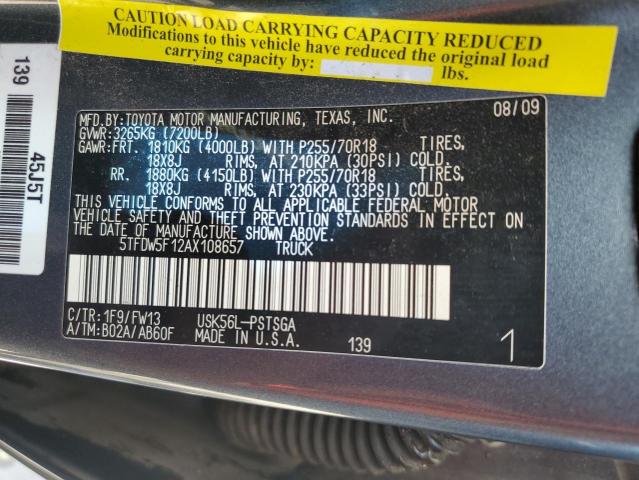 CAUTION LOAD CARRYING CAPACITY REDUCED
Modifications to this vehicle have reduced the original load
carrying capacity by: lbs.
139
45J5T
MFD.BY:TOYOTA MOTOR MANUFACTURING, TEXAS, INC. 08/09
GVWR:3265KG (7200LB)
GAWR:FRT. 1810KG (4000LB) WITH P255/70R18 TIRES,
18X8J RIMS, AT 210KPA (30PSI) COLD.
RR. 1880KG (4150LB) WITH P255/70R18 TIRES,
18X8J RIMS, AT 230KPA (33PSI) COLD.
THIS VEHICLE CONFORMS TO ALL APPLICABLE FEDERAL MOTOR
VEHICLE SAFETY AND THEFT PREVENTION STANDARDS IN EFFECT ON
THE DATE OF MANUFACTURE SHOWN ABOVE.
5TFDW5F12AX108657 TRUCK
C/TR:1F9/FW13 USK56L-PSTSGA
A/TM:B02A/AB60F MADE IN U.S.A. 139 1